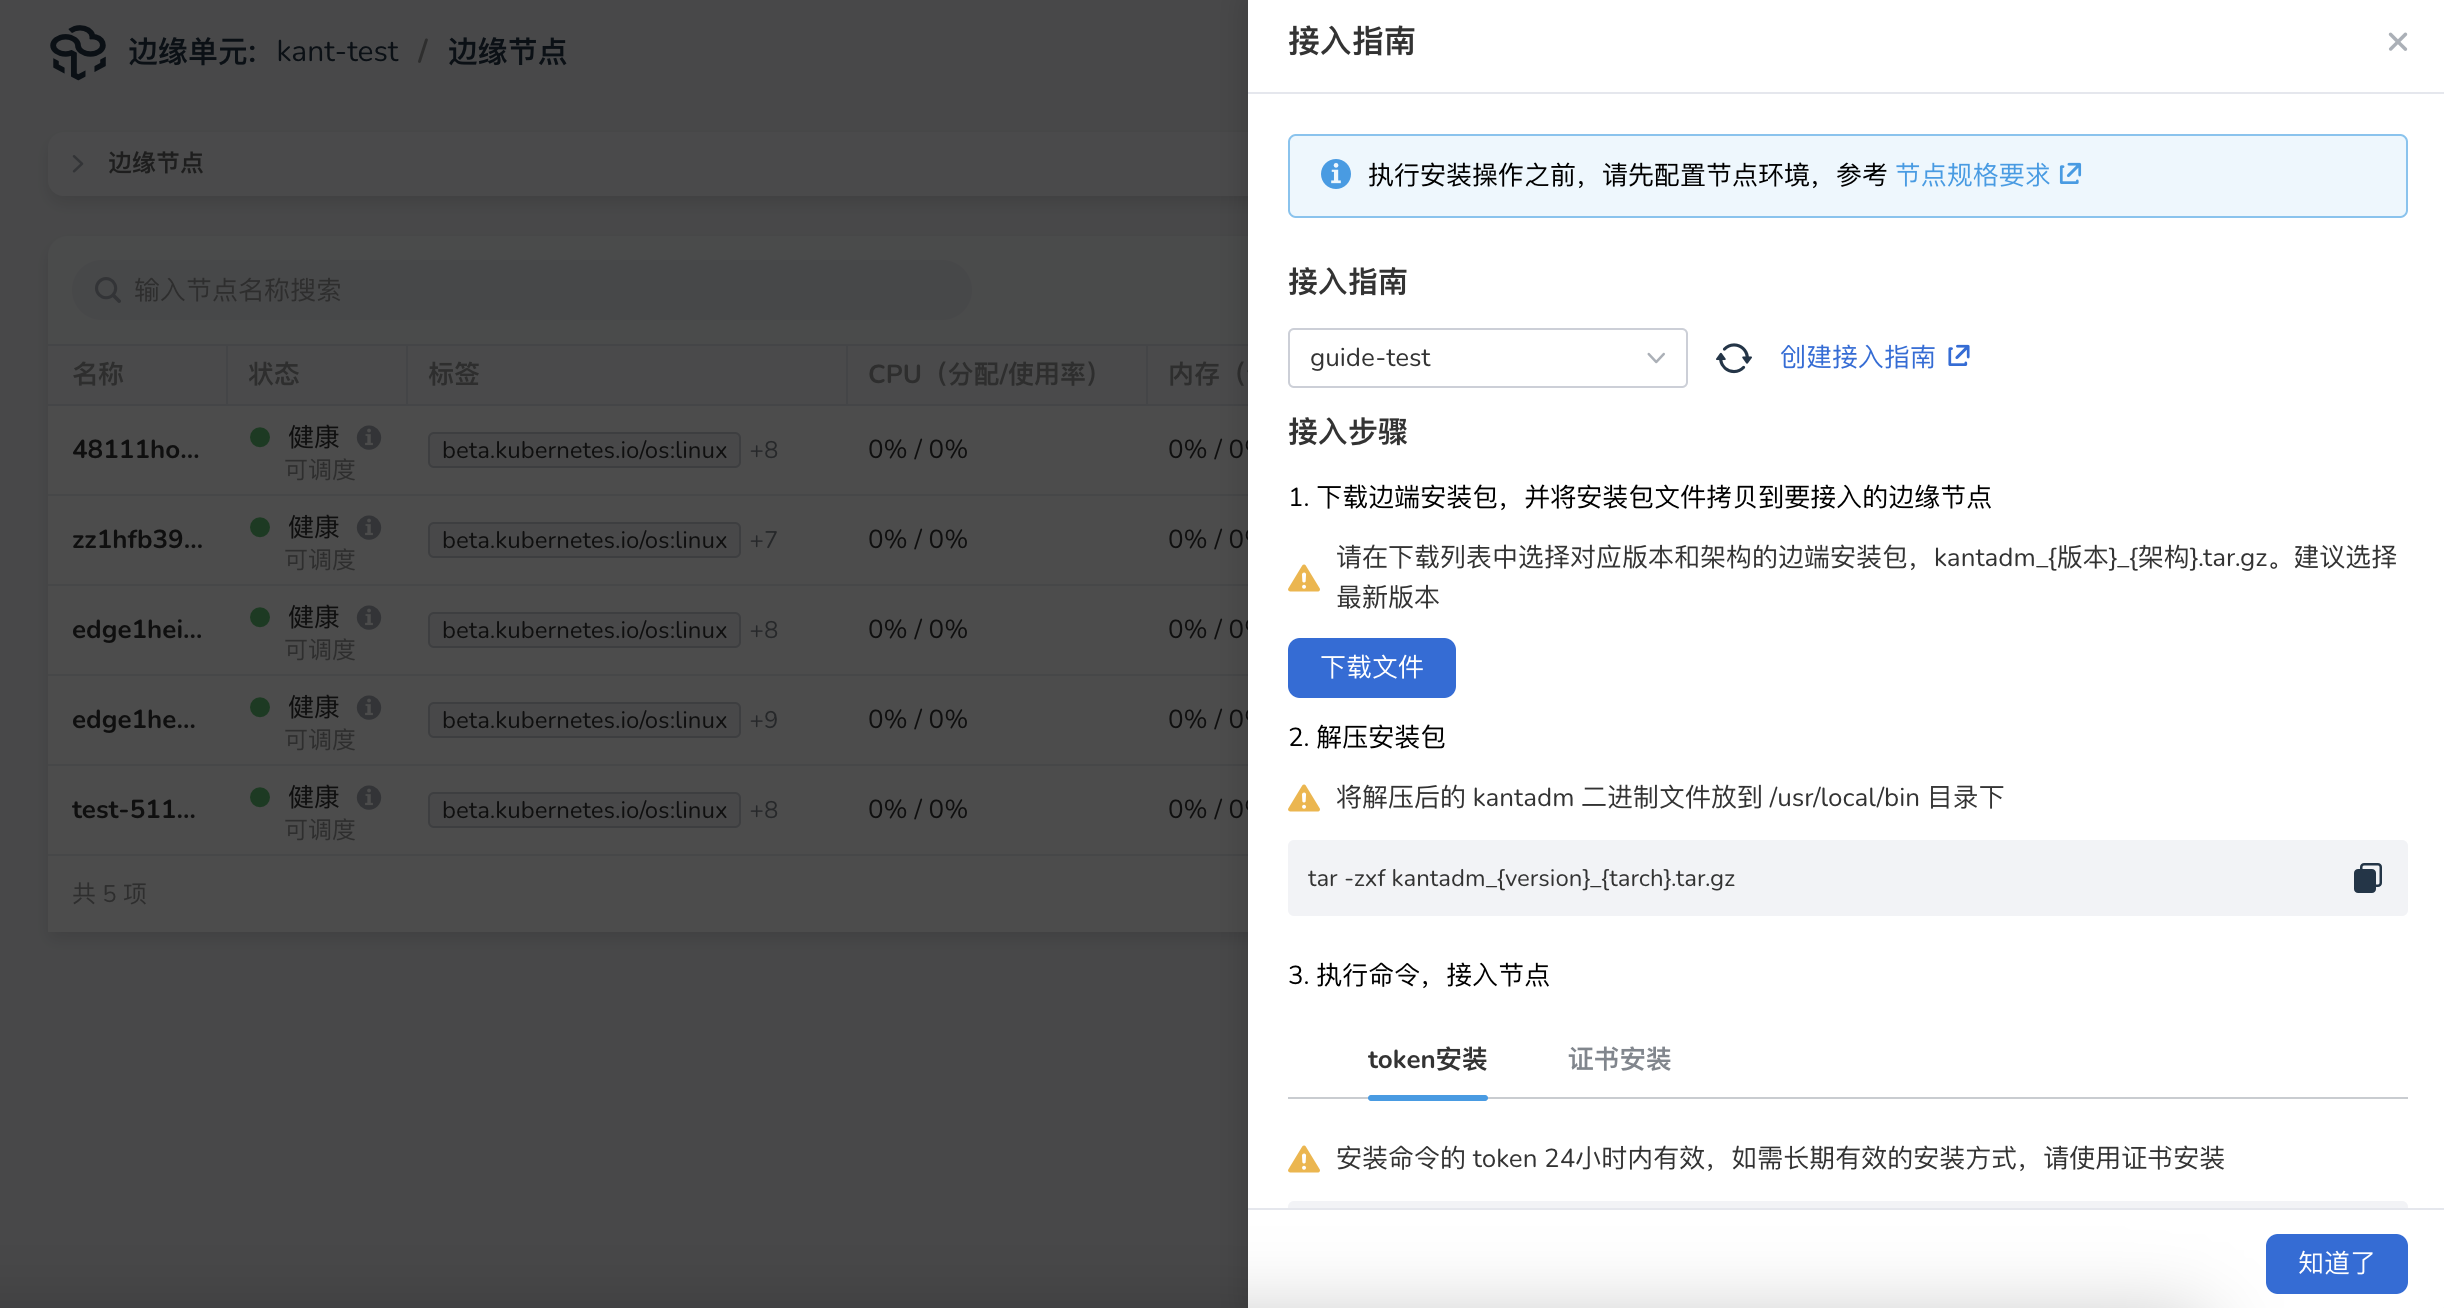 边缘单元: kant-test / 边缘节点
边缘节点
输入节点名称搜索
名称 状态 标签 CPU（分配/使用率） 内存（
48111ho... 健康 beta.kubernetes.io/os:linux +8 0% / 0% 0% / 0%
可调度
zz1hfb39... 健康 beta.kubernetes.io/os:linux +7 0% / 0% 0% / 0%
可调度
edge1hei... 健康 beta.kubernetes.io/os:linux +8 0% / 0% 0% / 0%
可调度
edge1he... 健康 beta.kubernetes.io/os:linux +9 0% / 0% 0% / 0%
可调度
test-511... 健康 beta.kubernetes.io/os:linux +8 0% / 0% 0% / 0%
可调度
共 5 项
接入指南
执行安装操作之前，请先配置节点环境，参考 节点规格要求
接入指南
guide-test 创建接入指南
接入步骤
1. 下载边端安装包，并将安装包文件拷贝到要接入的边缘节点
请在下载列表中选择对应版本和架构的边端安装包，kantadm_{版本}_{架构}.tar.gz。建议选择
最新版本
下载文件
2. 解压安装包
将解压后的 kantadm 二进制文件放到 /usr/local/bin 目录下
tar -zxf kantadm_{version}_{tarch}.tar.gz
3. 执行命令，接入节点
token安装 证书安装
安装命令的 token 24小时内有效，如需长期有效的安装方式，请使用证书安装
知道了